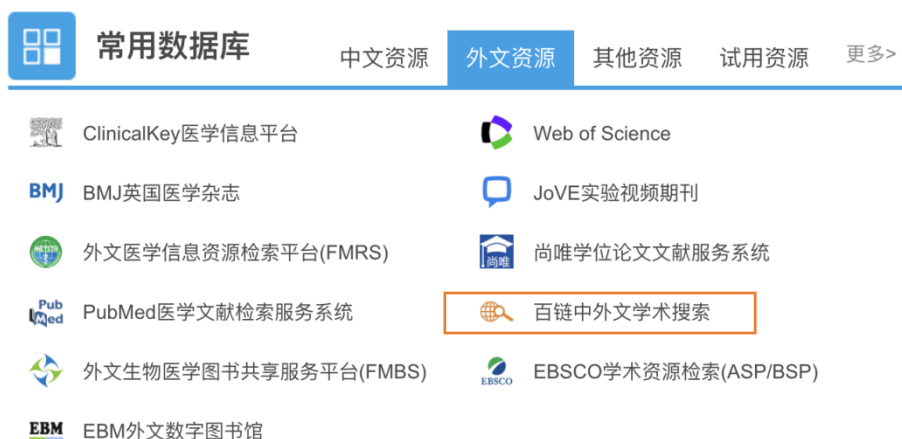 常用数据库 中文资源 外文资源 其他资源 试用资源 更多>
ClinicalKey医学信息平台 Web of Science
BMJ BMJ英国医学杂志 JoVE实验视频期刊
METSTR 外文医学信息资源检索平台(FMRS) 尚唯 尚唯学位论文文献服务系统
PubMed PubMed医学文献检索服务系统 百链中外文学术搜索
外文生物医学图书共享服务平台(FMBS) EBSCO EBSCO学术资源检索(ASP/BSP)
EBM EBM外文数字图书馆